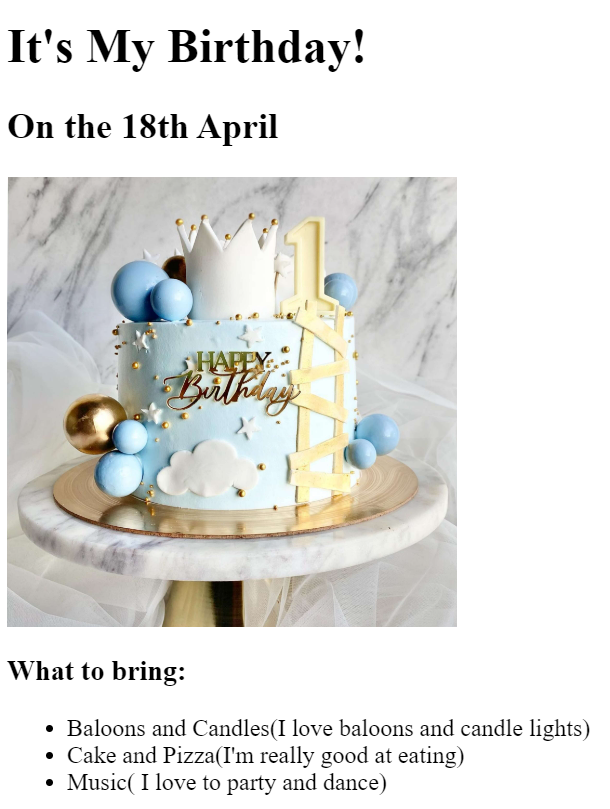 It's My Birthday!
On the 18th April
1
HAPPY
Birthday
What to bring:
Baloons and Candles(I love baloons and candle lights)
Cake and Pizza(I'm really good at eating)
Music( I love to party and dance)